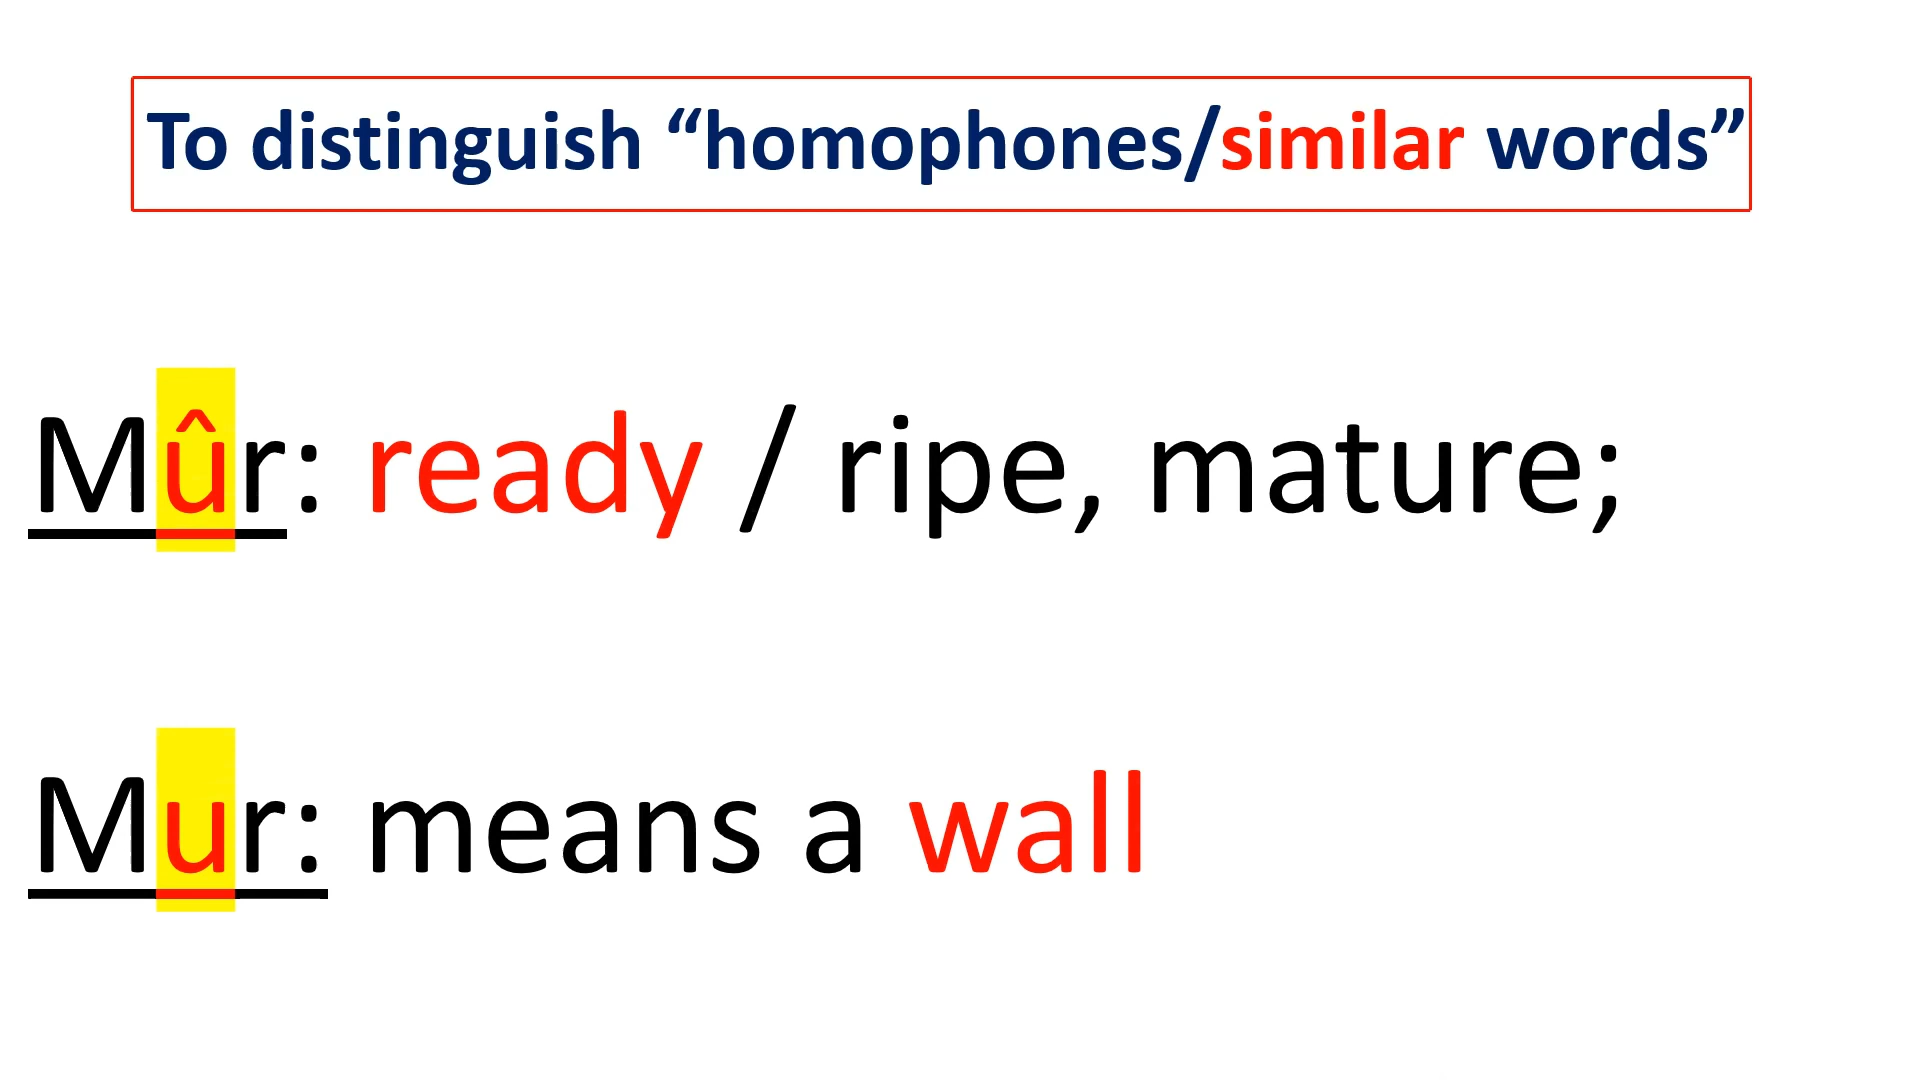 To distinguish “homophones/similar words”
Mûr: ready / ripe, mature;
Mur: means a wall